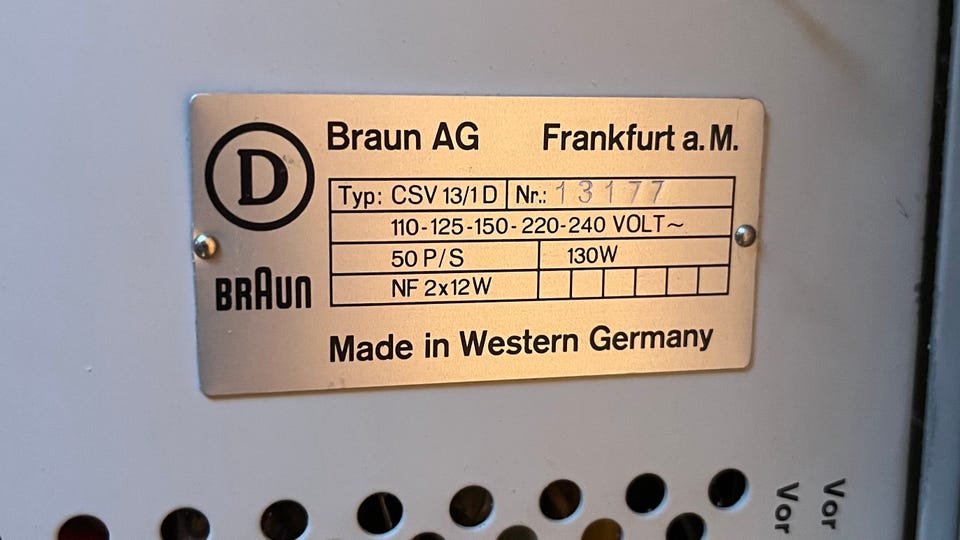 D
BRAUN
Braun AG Frankfurt a. M.
Typ: CSV 13/1 D Nr.: 13177
110-125-150-220-240 VOLT~
50 P/S 130W
NF 2x12W
Made in Western Germany
Vor
Vor